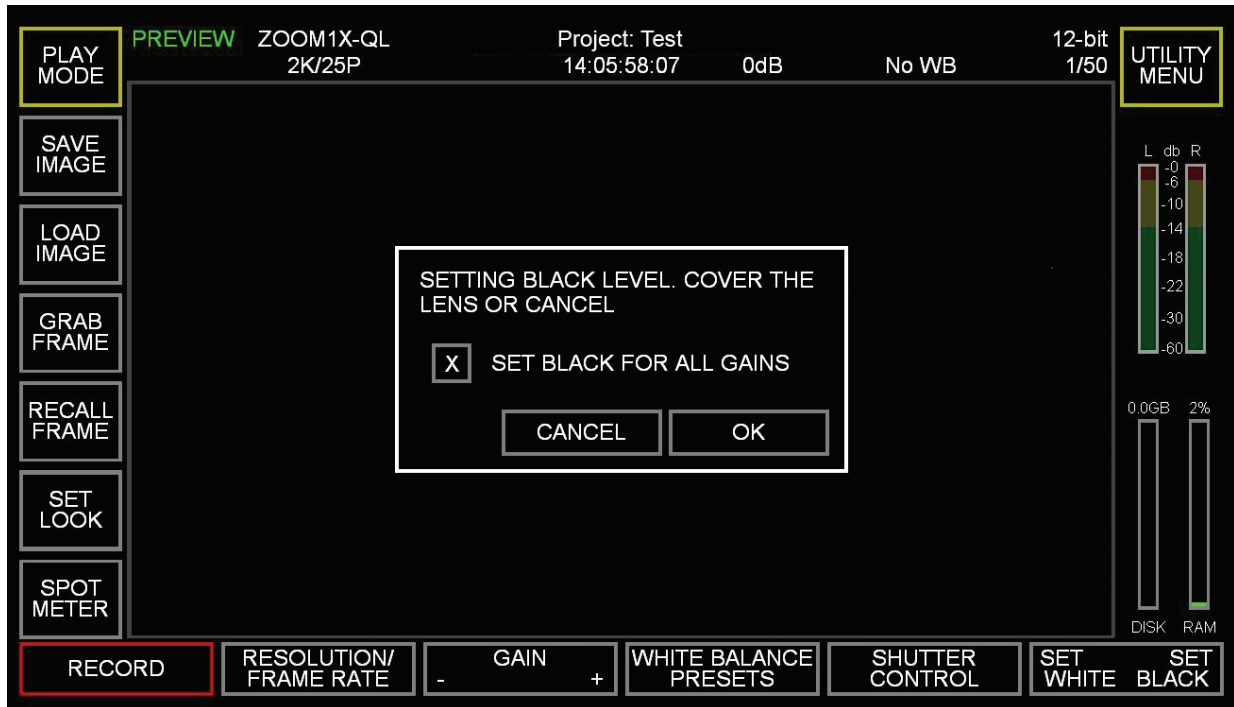 PLAY
MODE
PREVIEW ZOOM1X-QL Project: Test 12-bit
2K/25P 14:05:58:07 0dB No WB 1/50
UTILITY
MENU
SAVE
IMAGE
LOAD
IMAGE
GRAB
FRAME
RECALL
FRAME
SET
LOOK
SPOT
METER
SETTING BLACK LEVEL. COVER THE
LENS OR CANCEL
X SET BLACK FOR ALL GAINS
CANCEL OK
L db R
-0
-6
-10
-14
-18
-22
-30
-60
0.0GB 2%
DISK RAM
RECORD
RESOLUTION/
FRAME RATE
GAIN
- +
WHITE BALANCE
PRESETS
SHUTTER
CONTROL
SET SET
WHITE BLACK